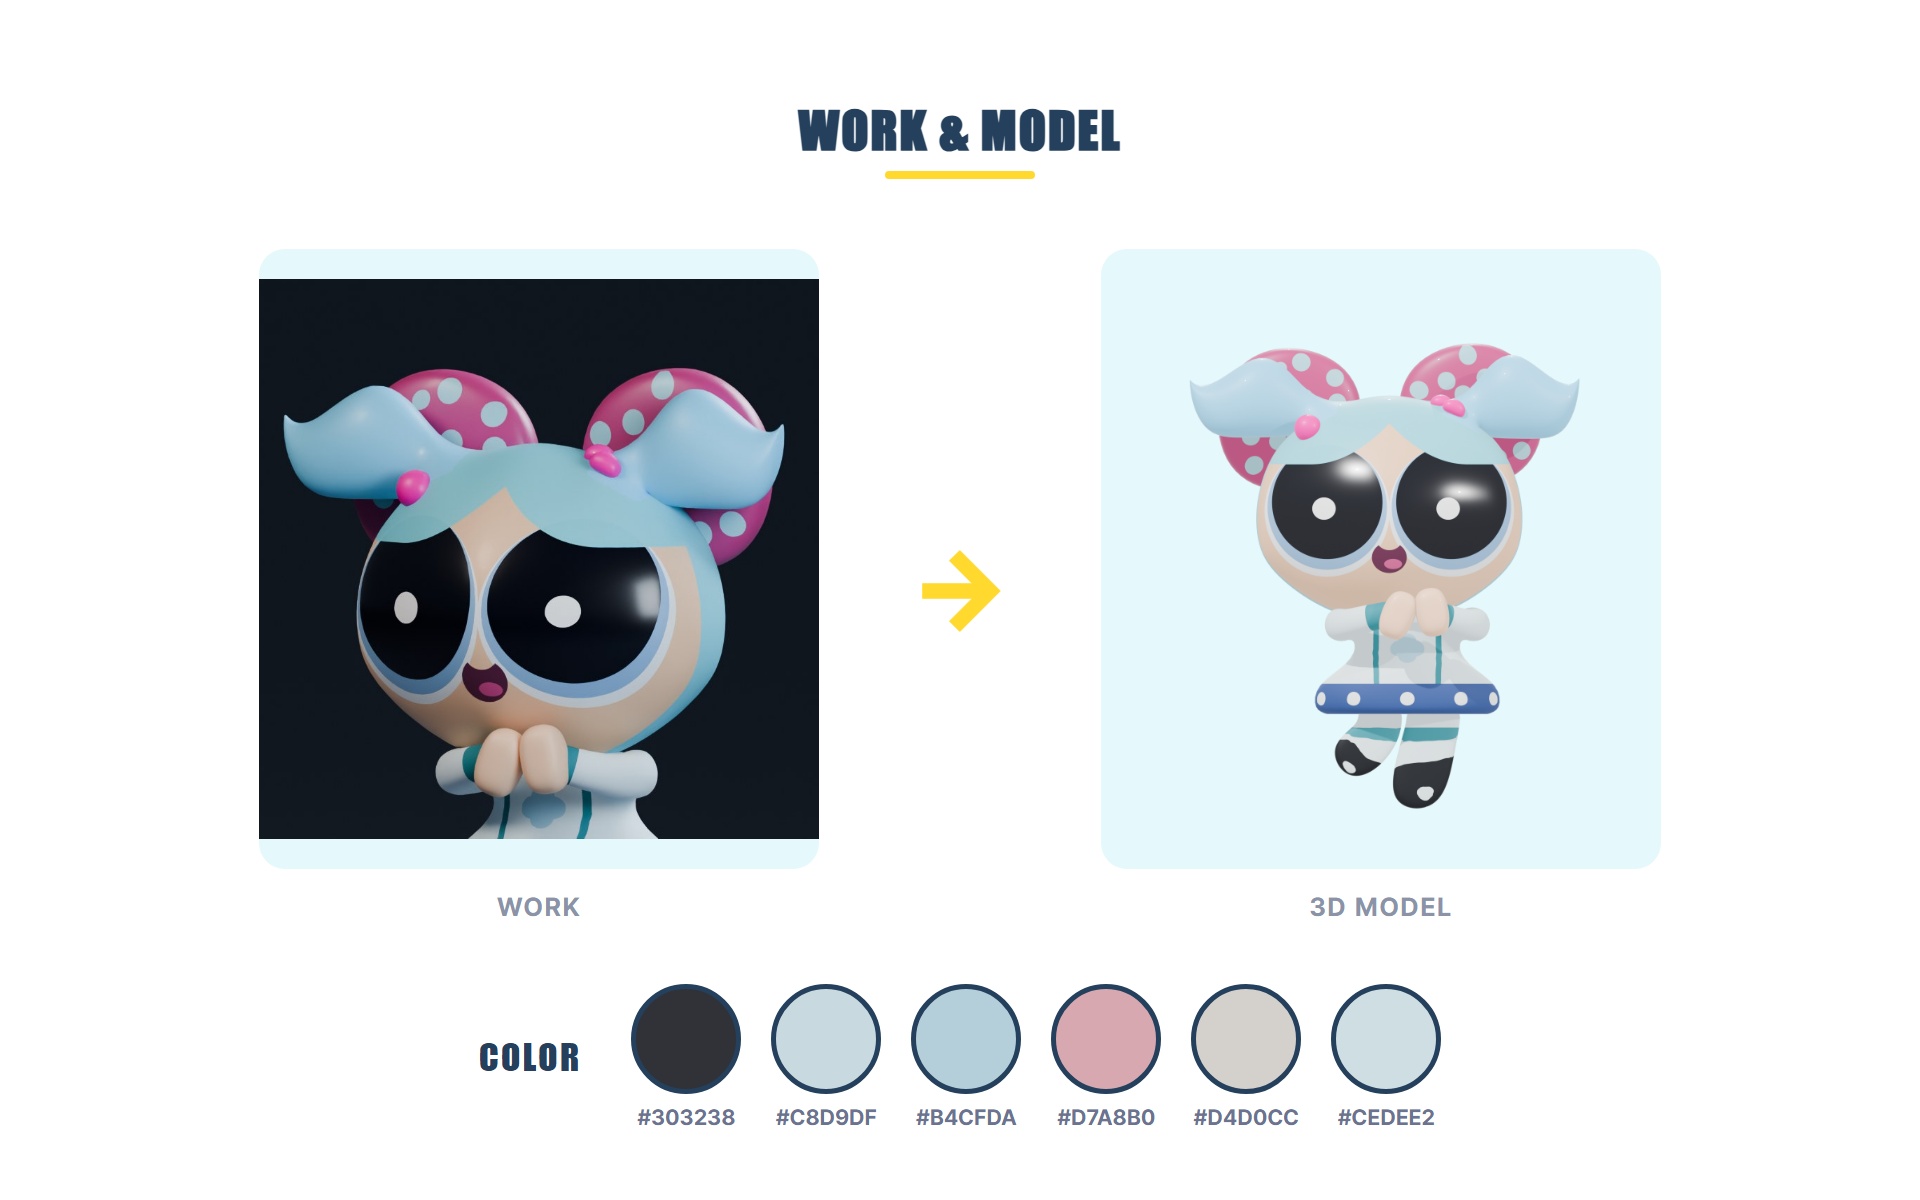 WORK & MODEL
WORK
3D MODEL
COLOR
#303238
#C8D9DF
#B4CFDA
#D7A8B0
#D4D0CC
#CEDEE2